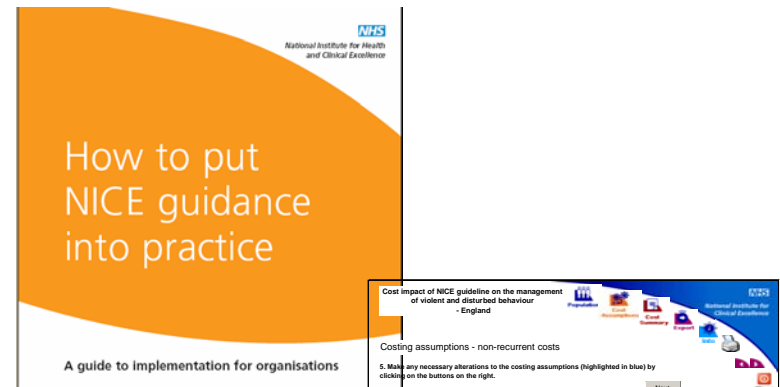 NHS
National Institute for Health
and Clinical Excellence
How to put
NICE guidance
into practice
A guide to implementation for organisations
Cost impact of NICE guideline on the management
of violent and disturbed behaviour
- England
Population
Cost
Assumptions
Cost
Summary
Export
Info
NHS
National Institute for
Clinical Excellence
Costing assumptions - non-recurrent costs
5. Make any necessary alterations to the costing assumptions (highlighted in blue) by
clicking on the buttons on the right.